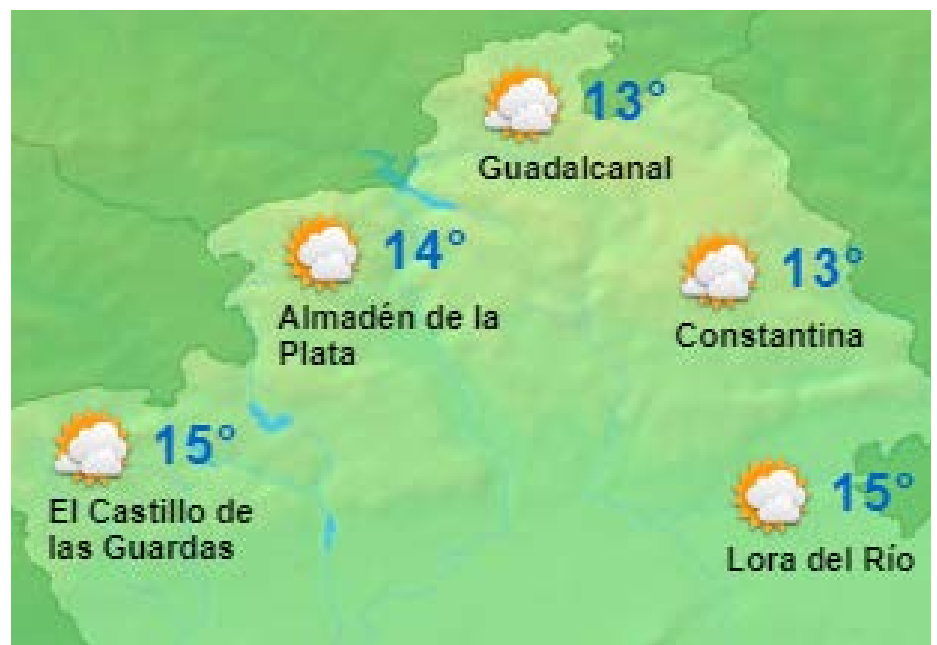 13°
Guadalcanal
14°
Almadén de la
Plata
13°
Constantina
15°
El Castillo de
las Guardas
15°
Lora del Río